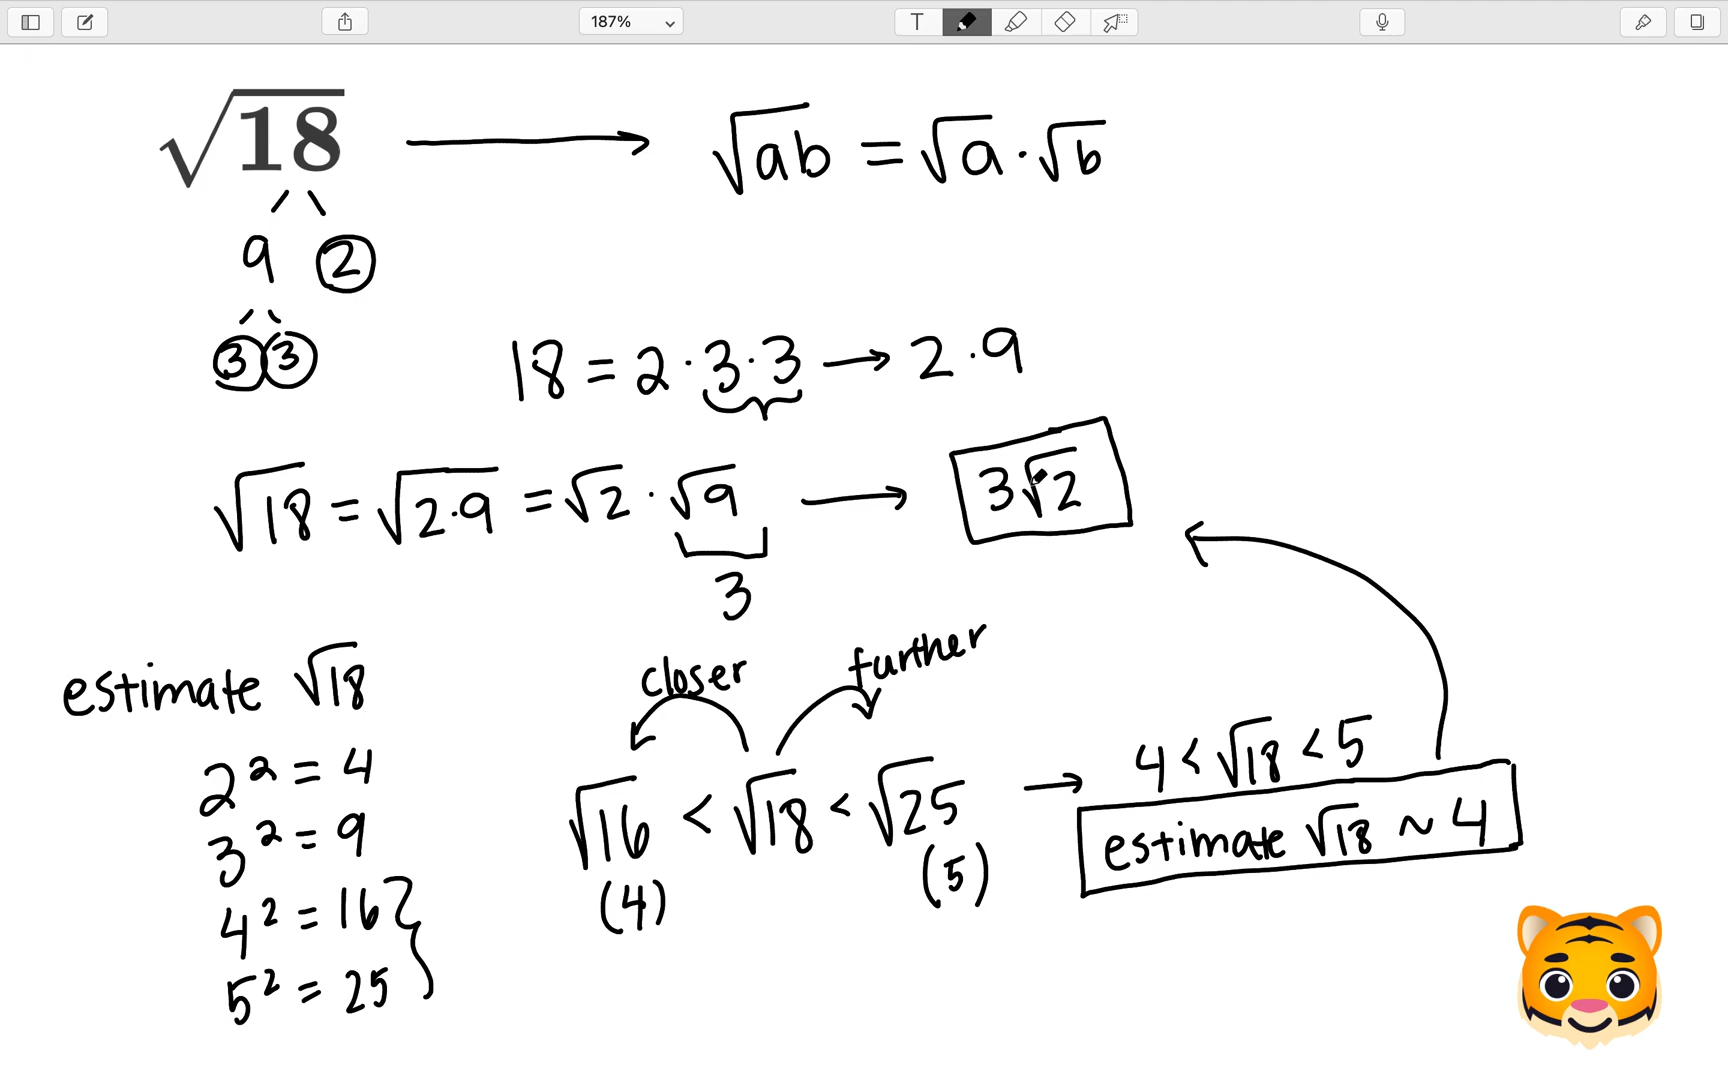 187%
T
√18 → √ab = √a · √b
9 2
3 3
18 = 2 · 3 · 3 → 2 · 9
√18 = √2·9 = √2 · √9 → 3√2
3
estimate √18
closer further
2² = 4
3² = 9
4² = 16
5² = 25
√16 < √18 < √25 → 4 < √18 < 5
(4) (5)
estimate √18 ~ 4